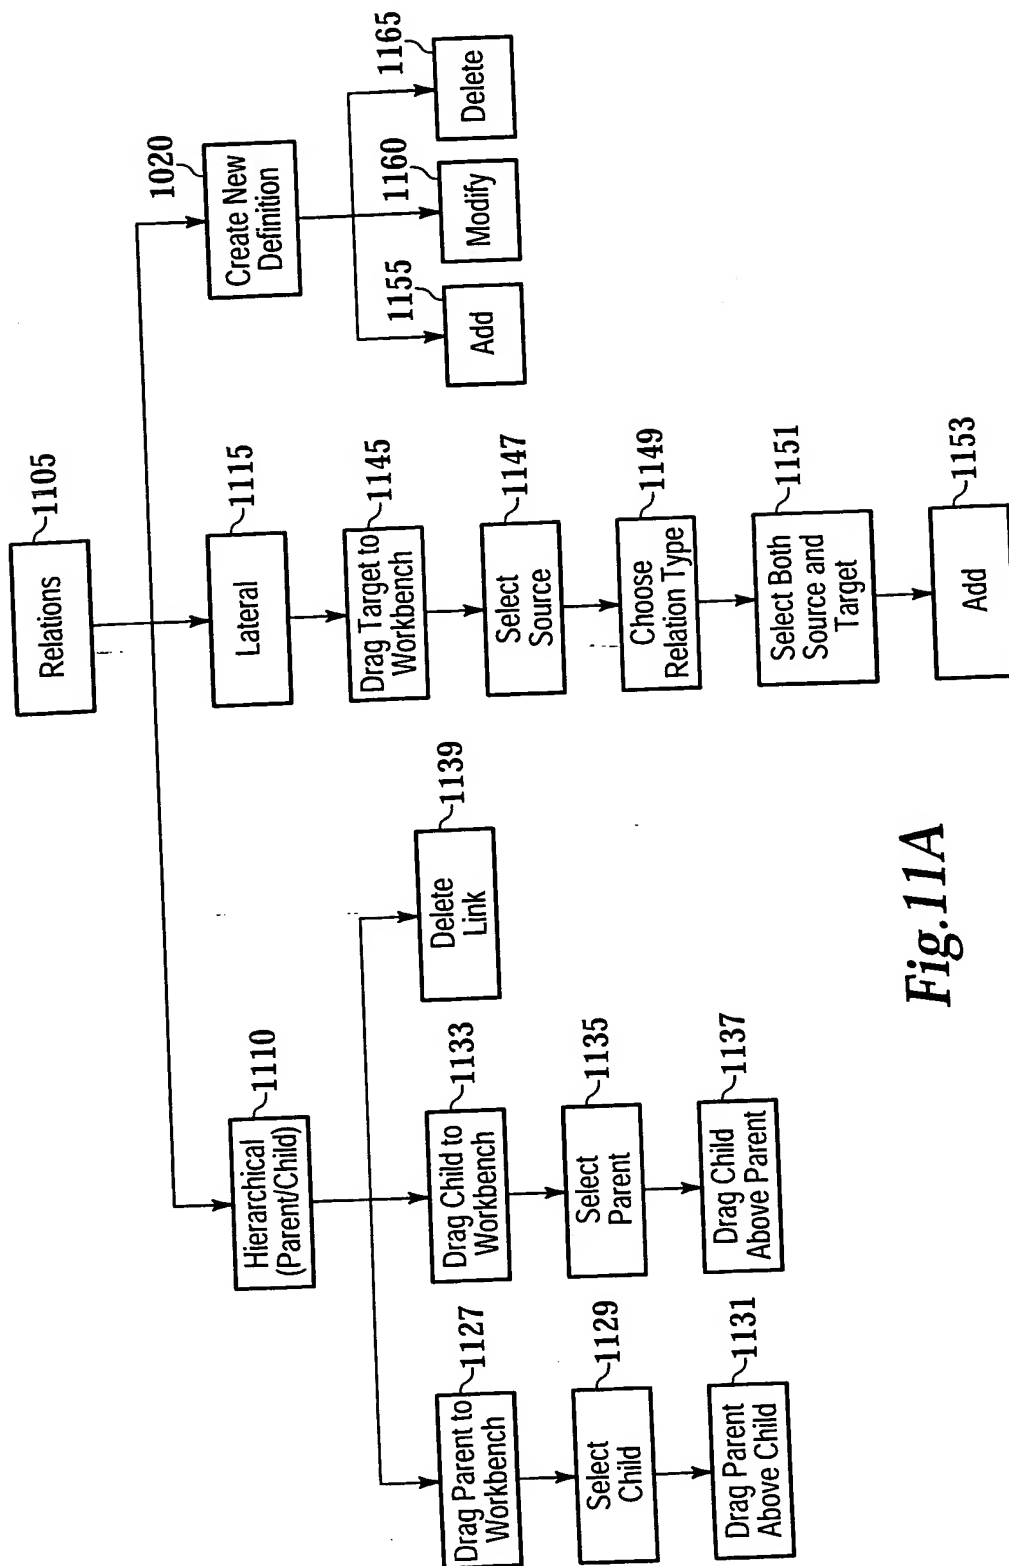 1105
Relations
1110
Hierarchical
(Parent/Child)
1115
Lateral
1020
Create New
Definition
1127
Drag Parent to
Workbench
1133
Drag Child to
Workbench
1139
Delete
Link
1145
Drag Target to
Workbench
1155
Add
1160
Modify
1165
Delete
1129
Select
Child
1135
Select
Parent
1147
Select
Source
1131
Drag Parent
Above Child
1137
Drag Child
Above Parent
1149
Choose
Relation Type
1151
Select Both
Source and
Target
1153
Add
Fig.11A